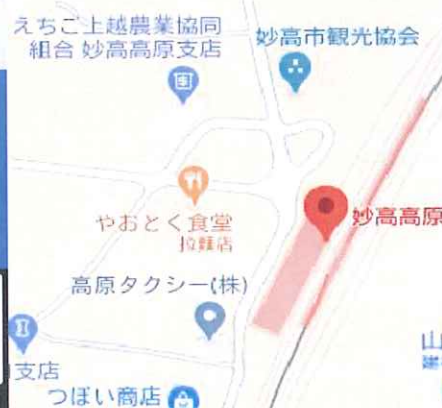 えちご上越農業協同
組合 妙高高原支店
妙高市観光協会
やおとく食堂
拉麵店
妙高高原
高原タクシー(株)
山
支店
つぼい商店